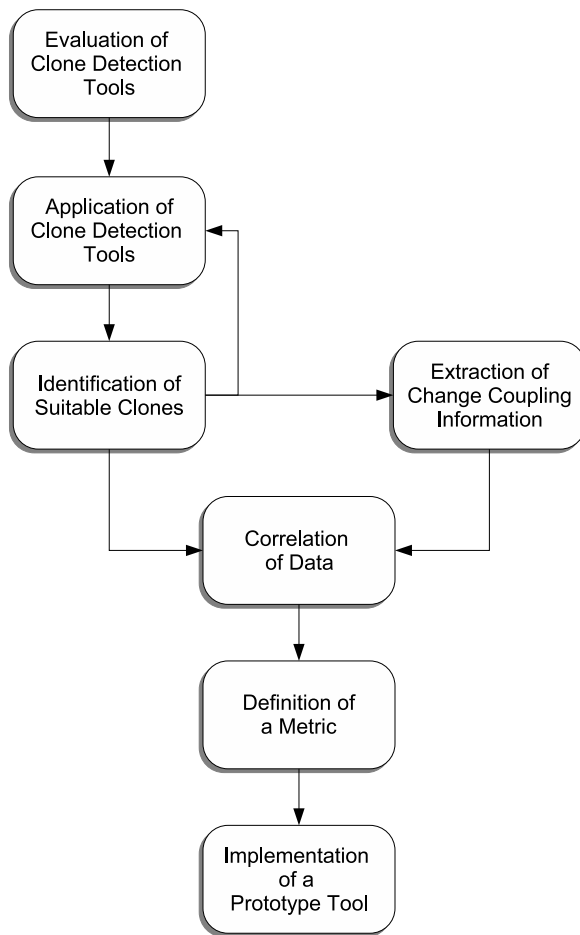 Evaluation of
Clone Detection
Tools
Application of
Clone Detection
Tools
Identification of
Suitable Clones
Extraction of
Change Coupling
Information
Correlation
of Data
Definition of
a Metric
Implementation
of a
Prototype Tool